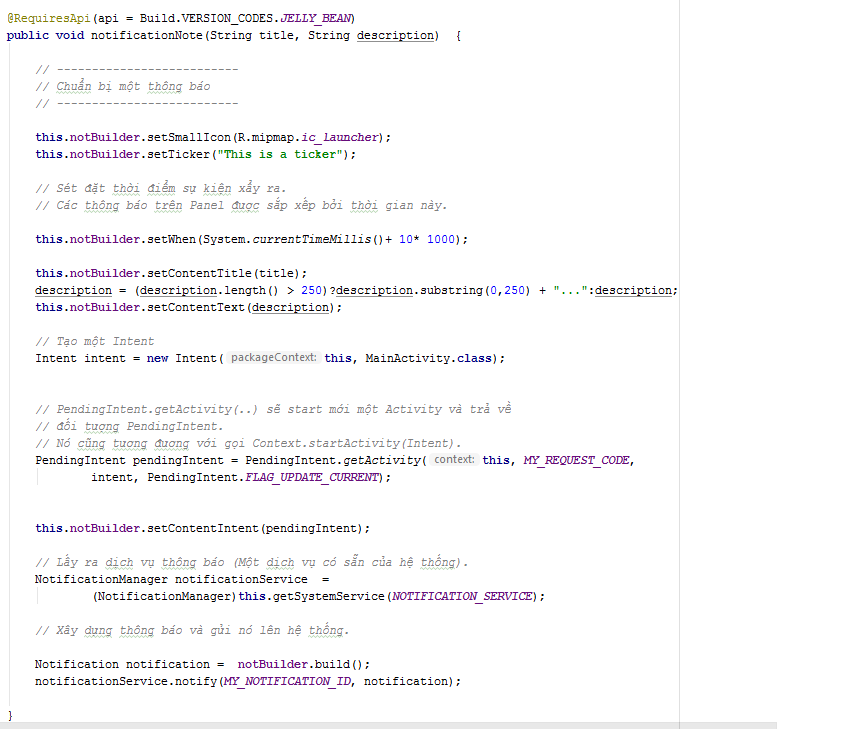 @RequiresApi(api = Build.VERSION_CODES.JELLY_BEAN)
public void notificationNote(String title, String description)  {
// --------------------------
// Chuẩn bị một thông báo
// --------------------------
this.notBuilder.setSmallIcon(R.mipmap.ic_launcher);
this.notBuilder.setTicker("This is a ticker");
// Sét đặt thời điểm sự kiện xẩy ra.
// Các thông báo trên Panel được sắp xếp bởi thời gian này.
this.notBuilder.setWhen(System.currentTimeMillis()+ 10* 1000);
this.notBuilder.setContentTitle(title);
description = (description.length() > 250)?description.substring(0,250) + "...":description;
this.notBuilder.setContentText(description);
// Tạo một Intent
Intent intent = new Intent( packageContext: this, MainActivity.class);
// PendingIntent.getActivity(..) sẽ start mới một Activity và trả về
// đối tượng PendingIntent.
// Nó cũng tương đương với gọi Context.startActivity(Intent).
PendingIntent pendingIntent = PendingIntent.getActivity( context: this, MY_REQUEST_CODE,
intent, PendingIntent.FLAG_UPDATE_CURRENT);
this.notBuilder.setContentIntent(pendingIntent);
// Lấy ra dịch vụ thông báo (Một dịch vụ có sẵn của hệ thống).
NotificationManager notificationService  =
(NotificationManager)this.getSystemService(NOTIFICATION_SERVICE);
// Xây dựng thông báo và gửi nó lên hệ thống.
Notification notification =  notBuilder.build();
notificationService.notify(MY_NOTIFICATION_ID, notification);
}